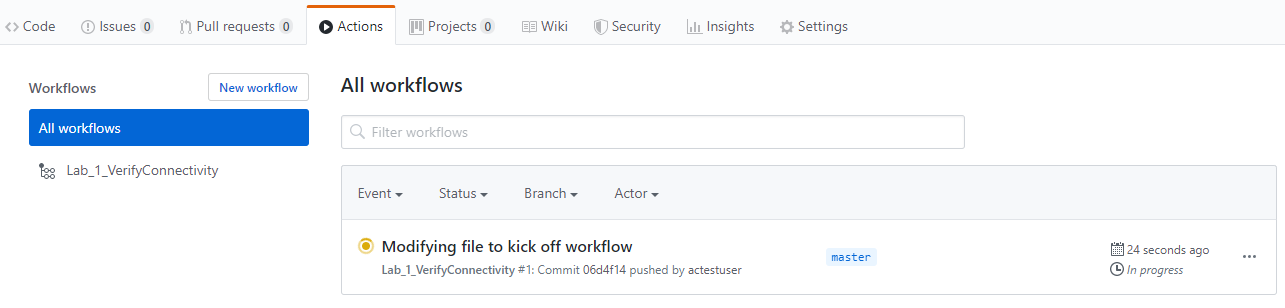 Code Issues 0 Pull requests 0 Actions Projects 0 Wiki Security Insights Settings
Workflows New workflow
All workflows
Lab_1_VerifyConnectivity
All workflows
Filter workflows
Event Status Branch Actor
Modifying file to kick off workflow
Lab_1_VerifyConnectivity #1: Commit 06d4f14 pushed by actestuser
master
24 seconds ago
In progress